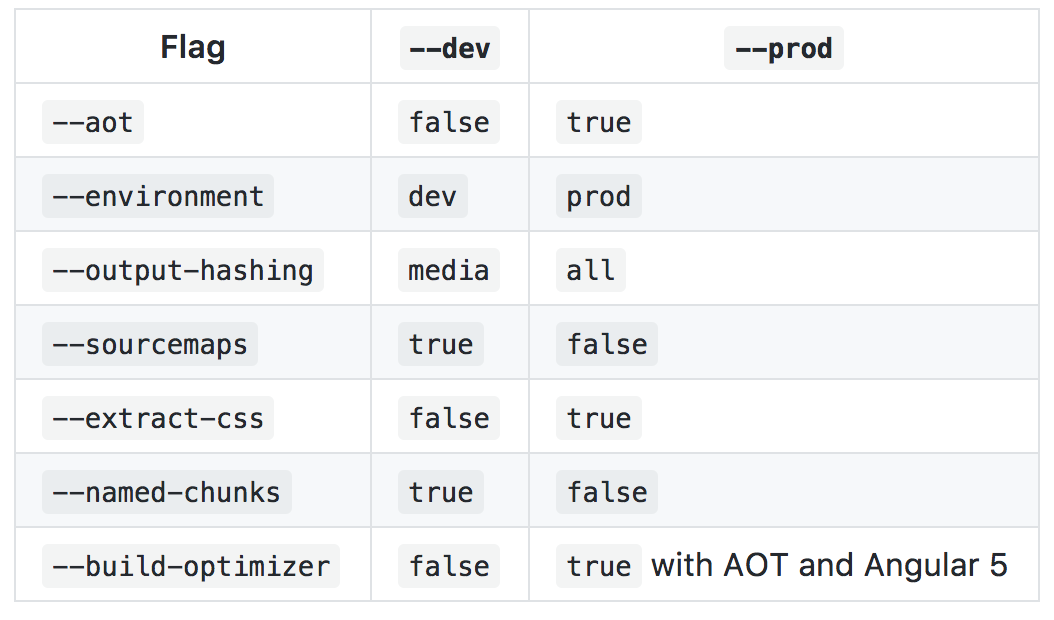 Flag --dev --prod
--aot false true
--environment dev prod
--output-hashing media all
--sourcemaps true false
--extract-css false true
--named-chunks true false
--build-optimizer false true with AOT and Angular 5